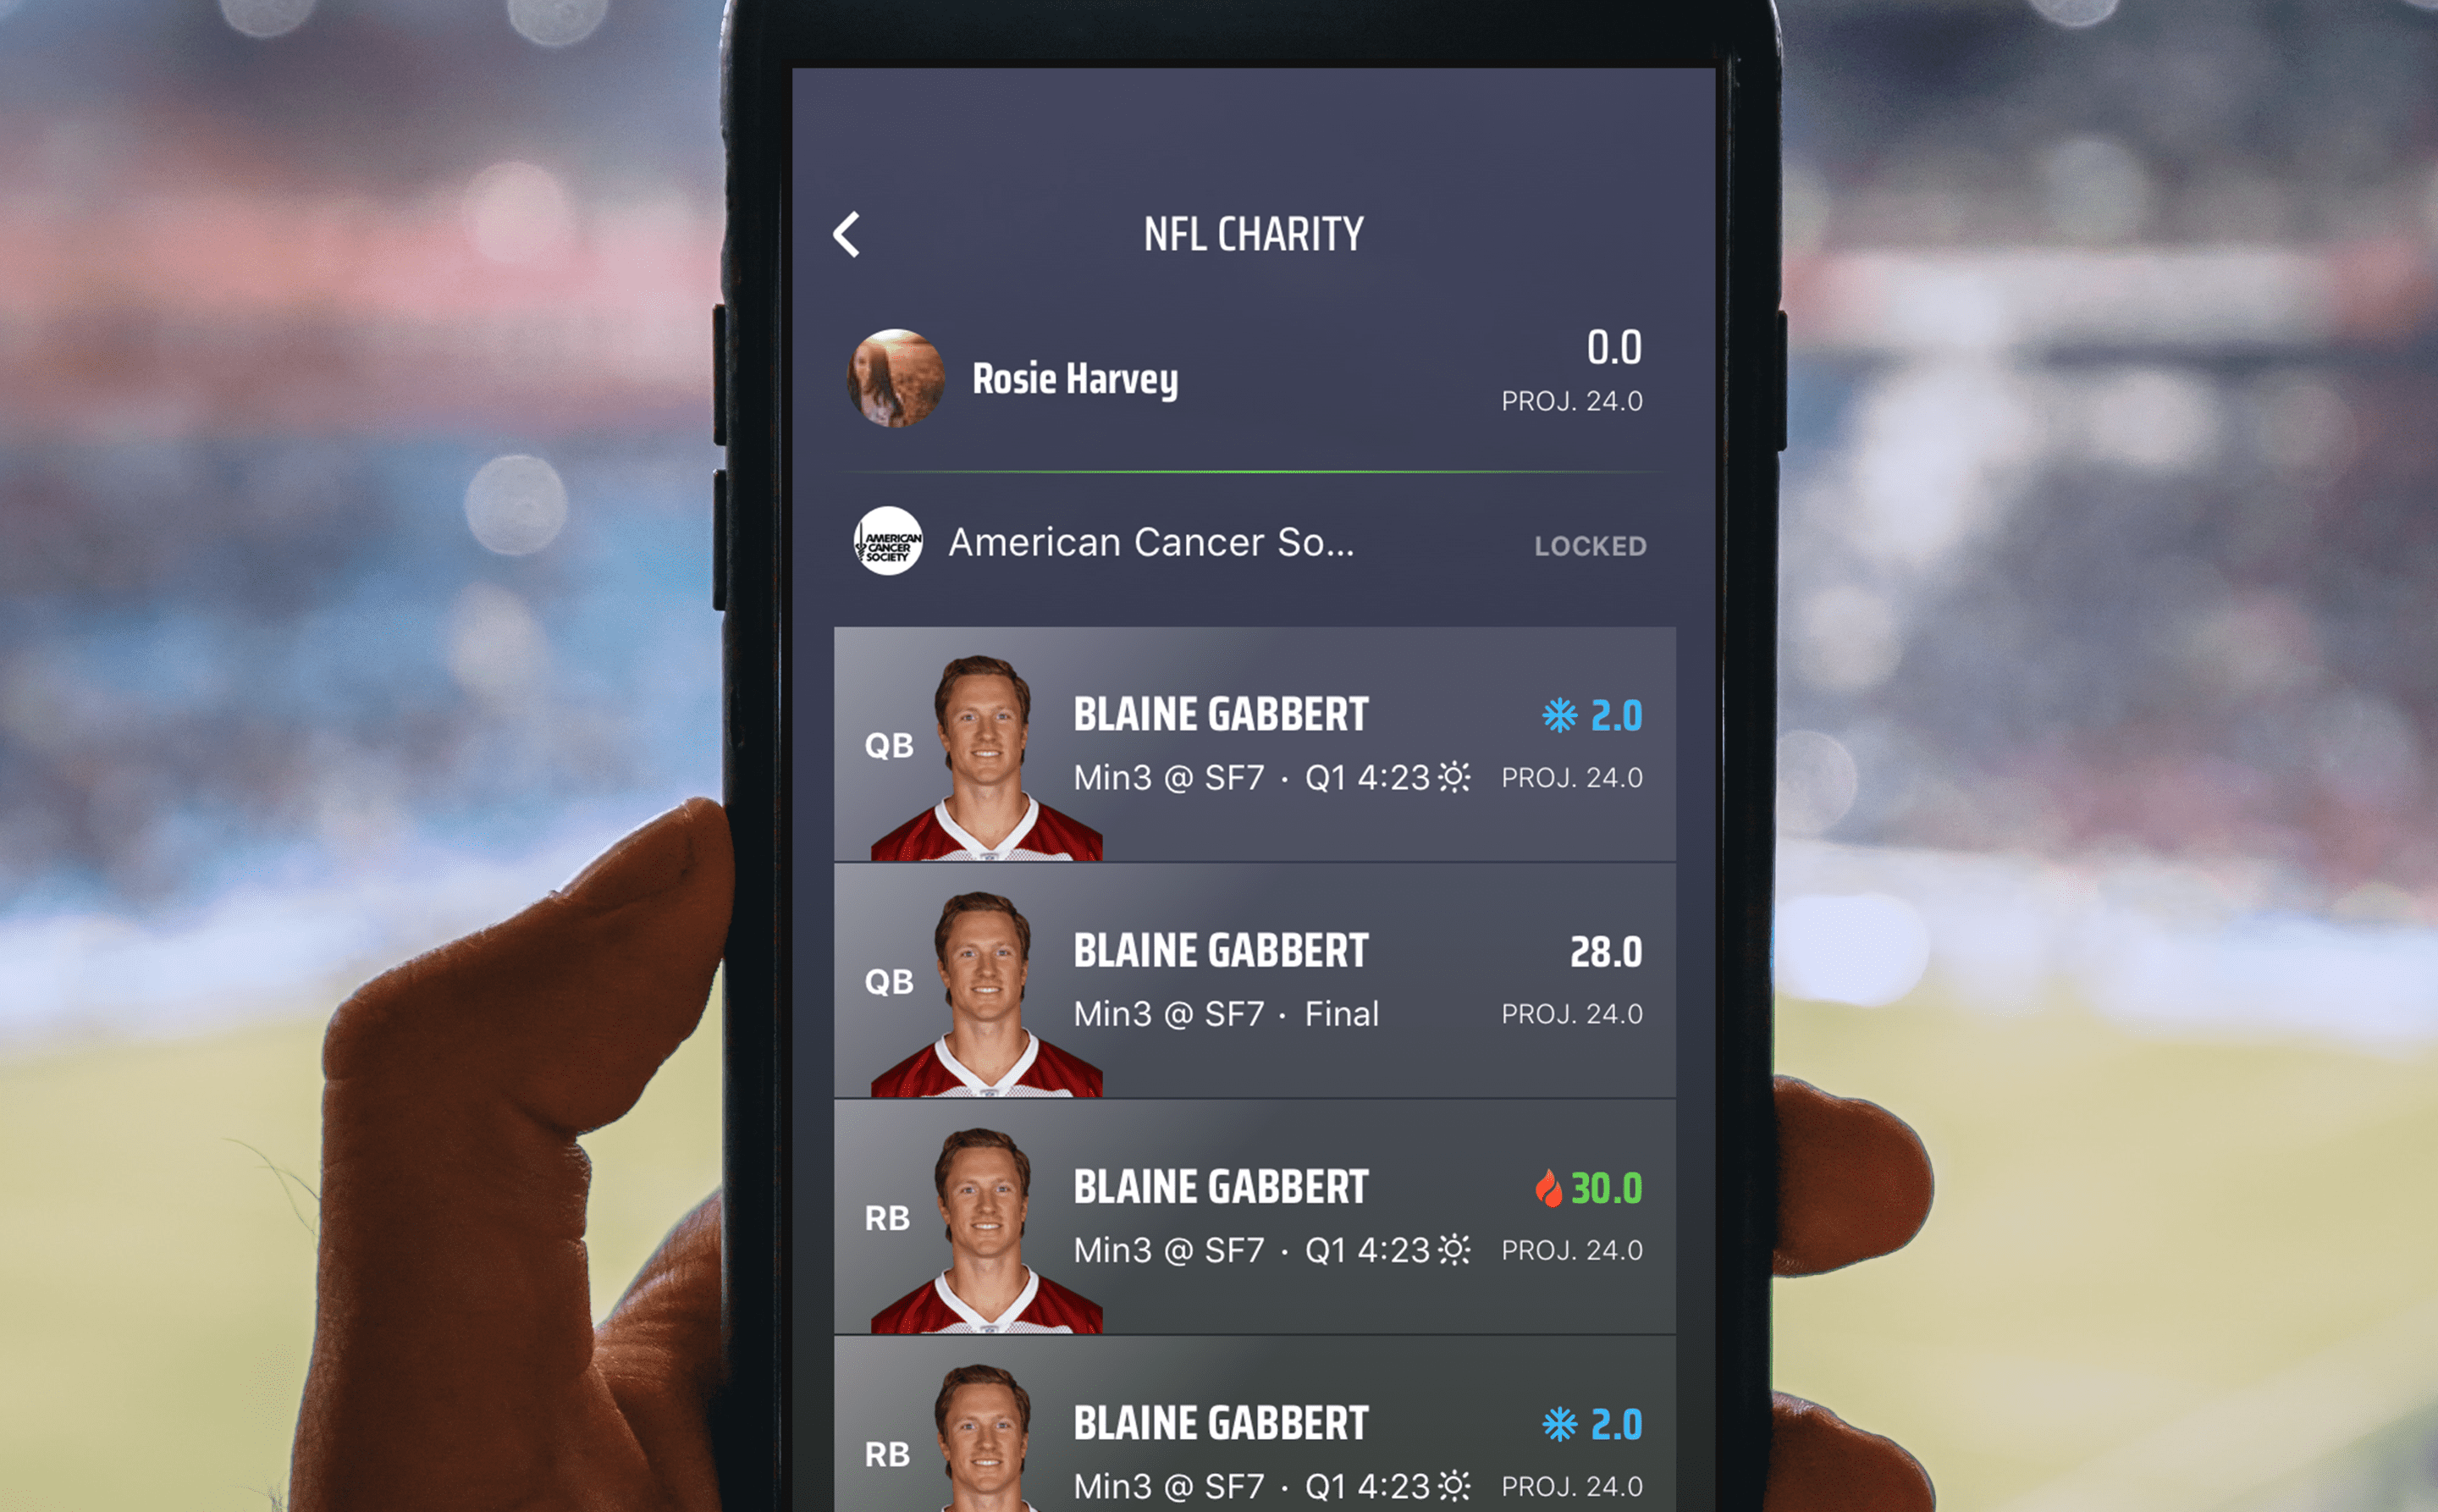 NFL CHARITY
Rosie Harvey
0.0
PROJ. 24.0
AMERICAN
CANCER
SOCIETY
American Cancer So...
LOCKED
QB
BLAINE GABBERT
2.0
Min3 @ SF7 · Q1 4:23
PROJ. 24.0
QB
BLAINE GABBERT
28.0
Min3 @ SF7 · Final
PROJ. 24.0
RB
BLAINE GABBERT
30.0
Min3 @ SF7 · Q1 4:23
PROJ. 24.0
RB
BLAINE GABBERT
2.0
Min3 @ SF7 · Q1 4:23
PROJ. 24.0